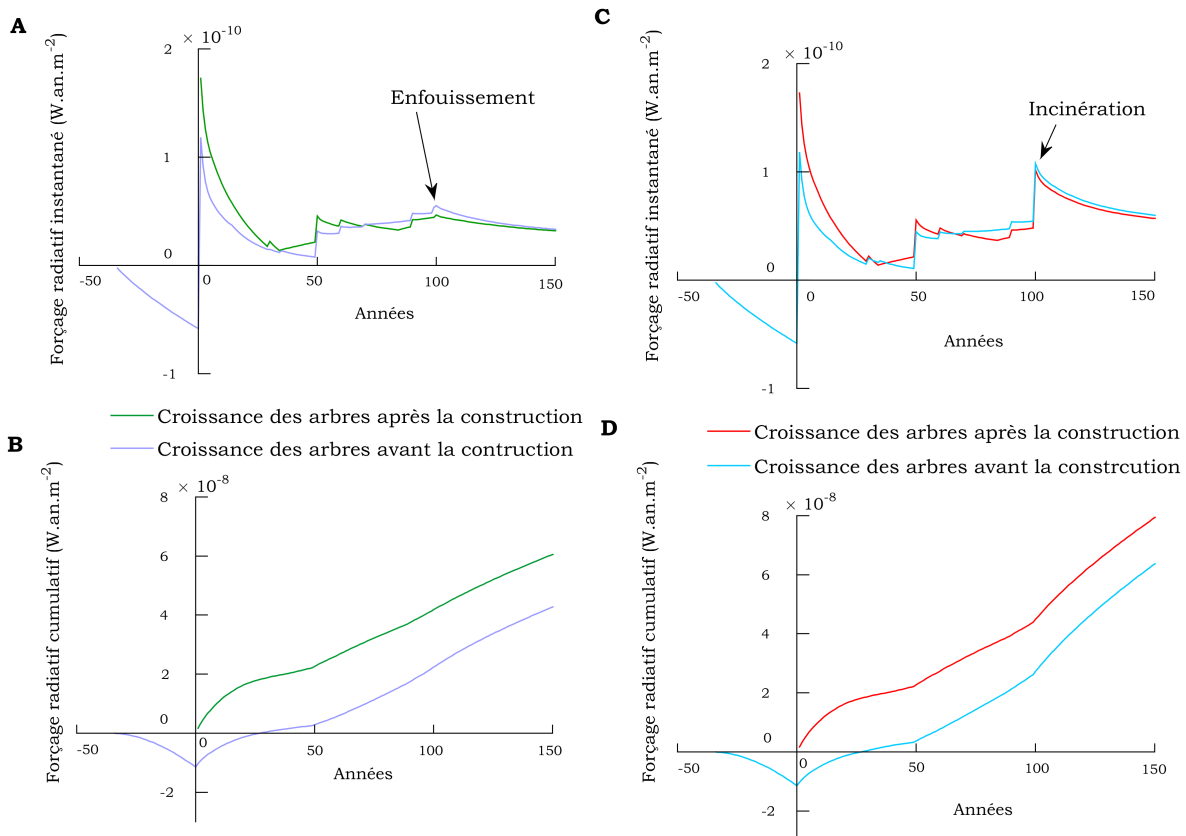 A
Forçage radiatif instantané (W.an.m-2)
× 10-10
2
1
0
-1
-50
0
50
100
150
Enfouissement
Années
Croissance des arbres après la construction
Croissance des arbres avant la contruction
B
Forçage radiatif cumulatif (W.an.m-2)
× 10-8
8
6
4
2
0
-2
-50
0
50
100
150
Années
C
Forçage radiatif instantané (W.an.m-2)
× 10-10
2
1
0
-1
-50
0
50
100
150
Incinération
Années
Croissance des arbres après la construction
Croissance des arbres avant la constrcution
D
Forçage radiatif cumulatif (W.an.m-2)
× 10-8
8
6
4
2
0
-2
-50
0
50
100
150
Années